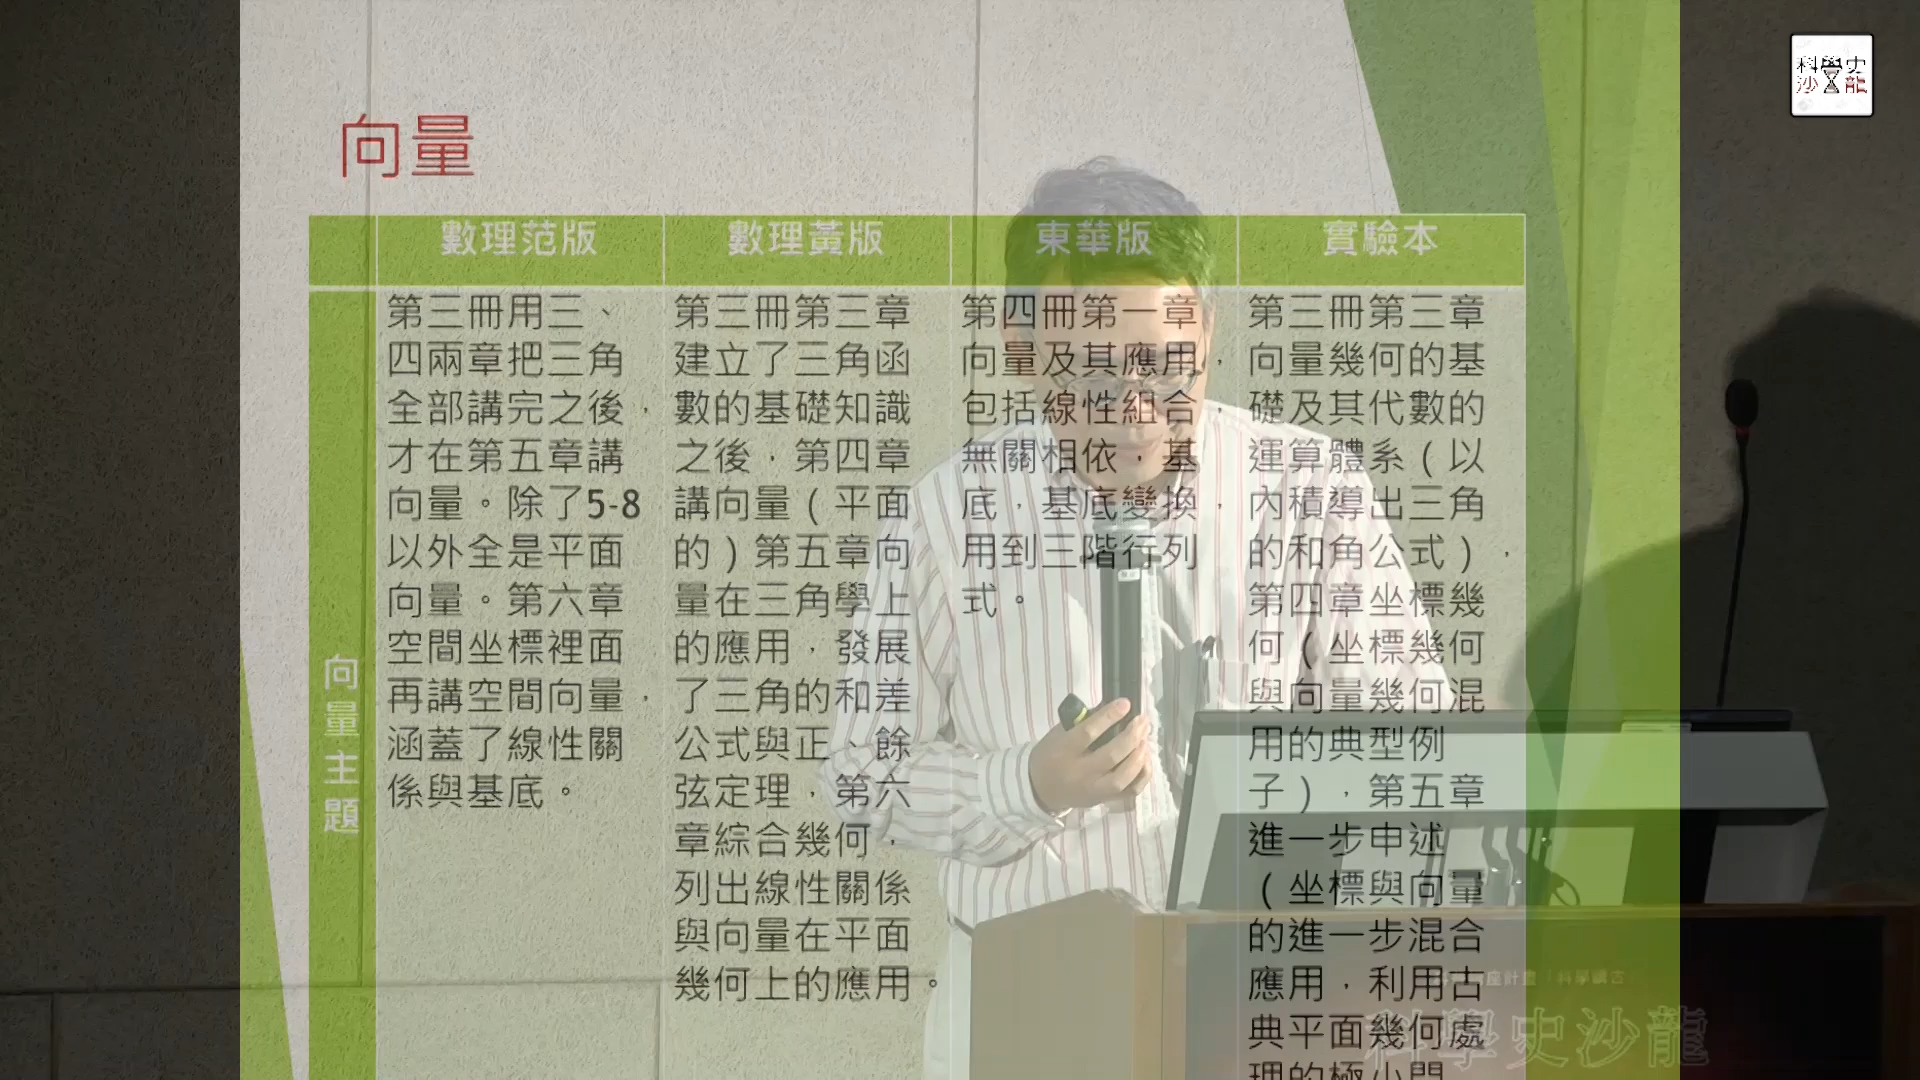 科學史
沙龍
向量
數理范版
數理黃版
東華版
實驗本
向量主題
第三冊用三、
四兩章把三角
全部講完之後，
才在第五章講
向量。除了5-8
以外全是平面
向量。第六章
空間坐標裡面
再講空間向量，
涵蓋了線性關
係與基底。
第三冊第三章
建立了三角函
數的基礎知識
之後，第四章
講向量（平面
的）第五章向
量在三角學上
的應用，發展
了三角的和差
公式與正、餘
弦定理，第六
章綜合幾何，
列出線性關係
與向量在平面
幾何上的應用。
第四冊第一章
向量及其應用，
包括線性組合，
無關相依，基
底，基底變換，
用到三階行列
式。
第三冊第三章
向量幾何的基
礎及其代數的
運算體系（以
內積導出三角
的和角公式），
第四章坐標幾
何（坐標幾何
與向量幾何混
用的典型例
子），第五章
進一步申述
（坐標與向量
的進一步混合
應用，利用古
典平面幾何處
理的極小問
科學史沙龍